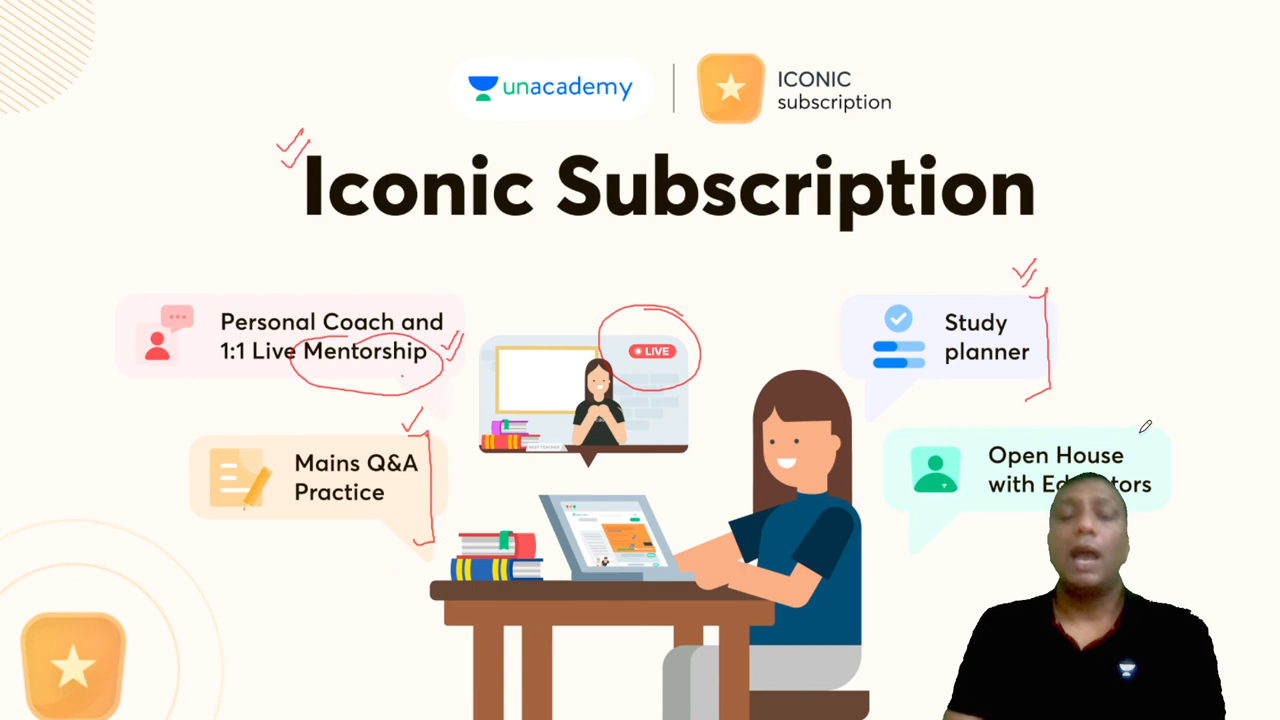 unacademy
ICONIC
subscription
Iconic Subscription
Personal Coach and
1:1 Live Mentorship
LIVE
Study
planner
Mains Q&A
Practice
Open House
with